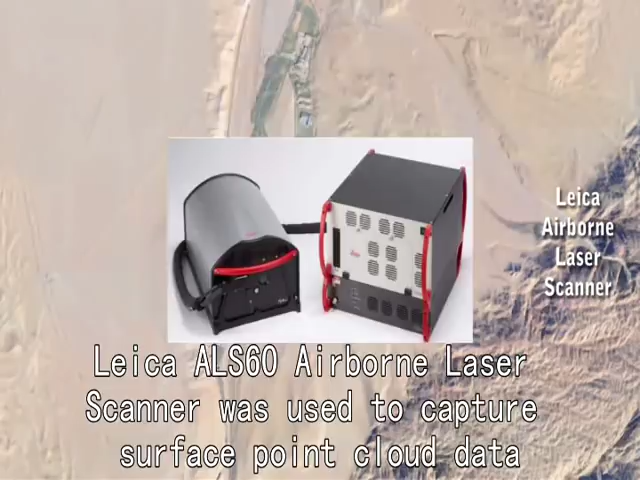 Leica
Airborne
Laser
Scanner
Leica ALS60 Airborne Laser
Scanner was used to capture
surface point cloud data